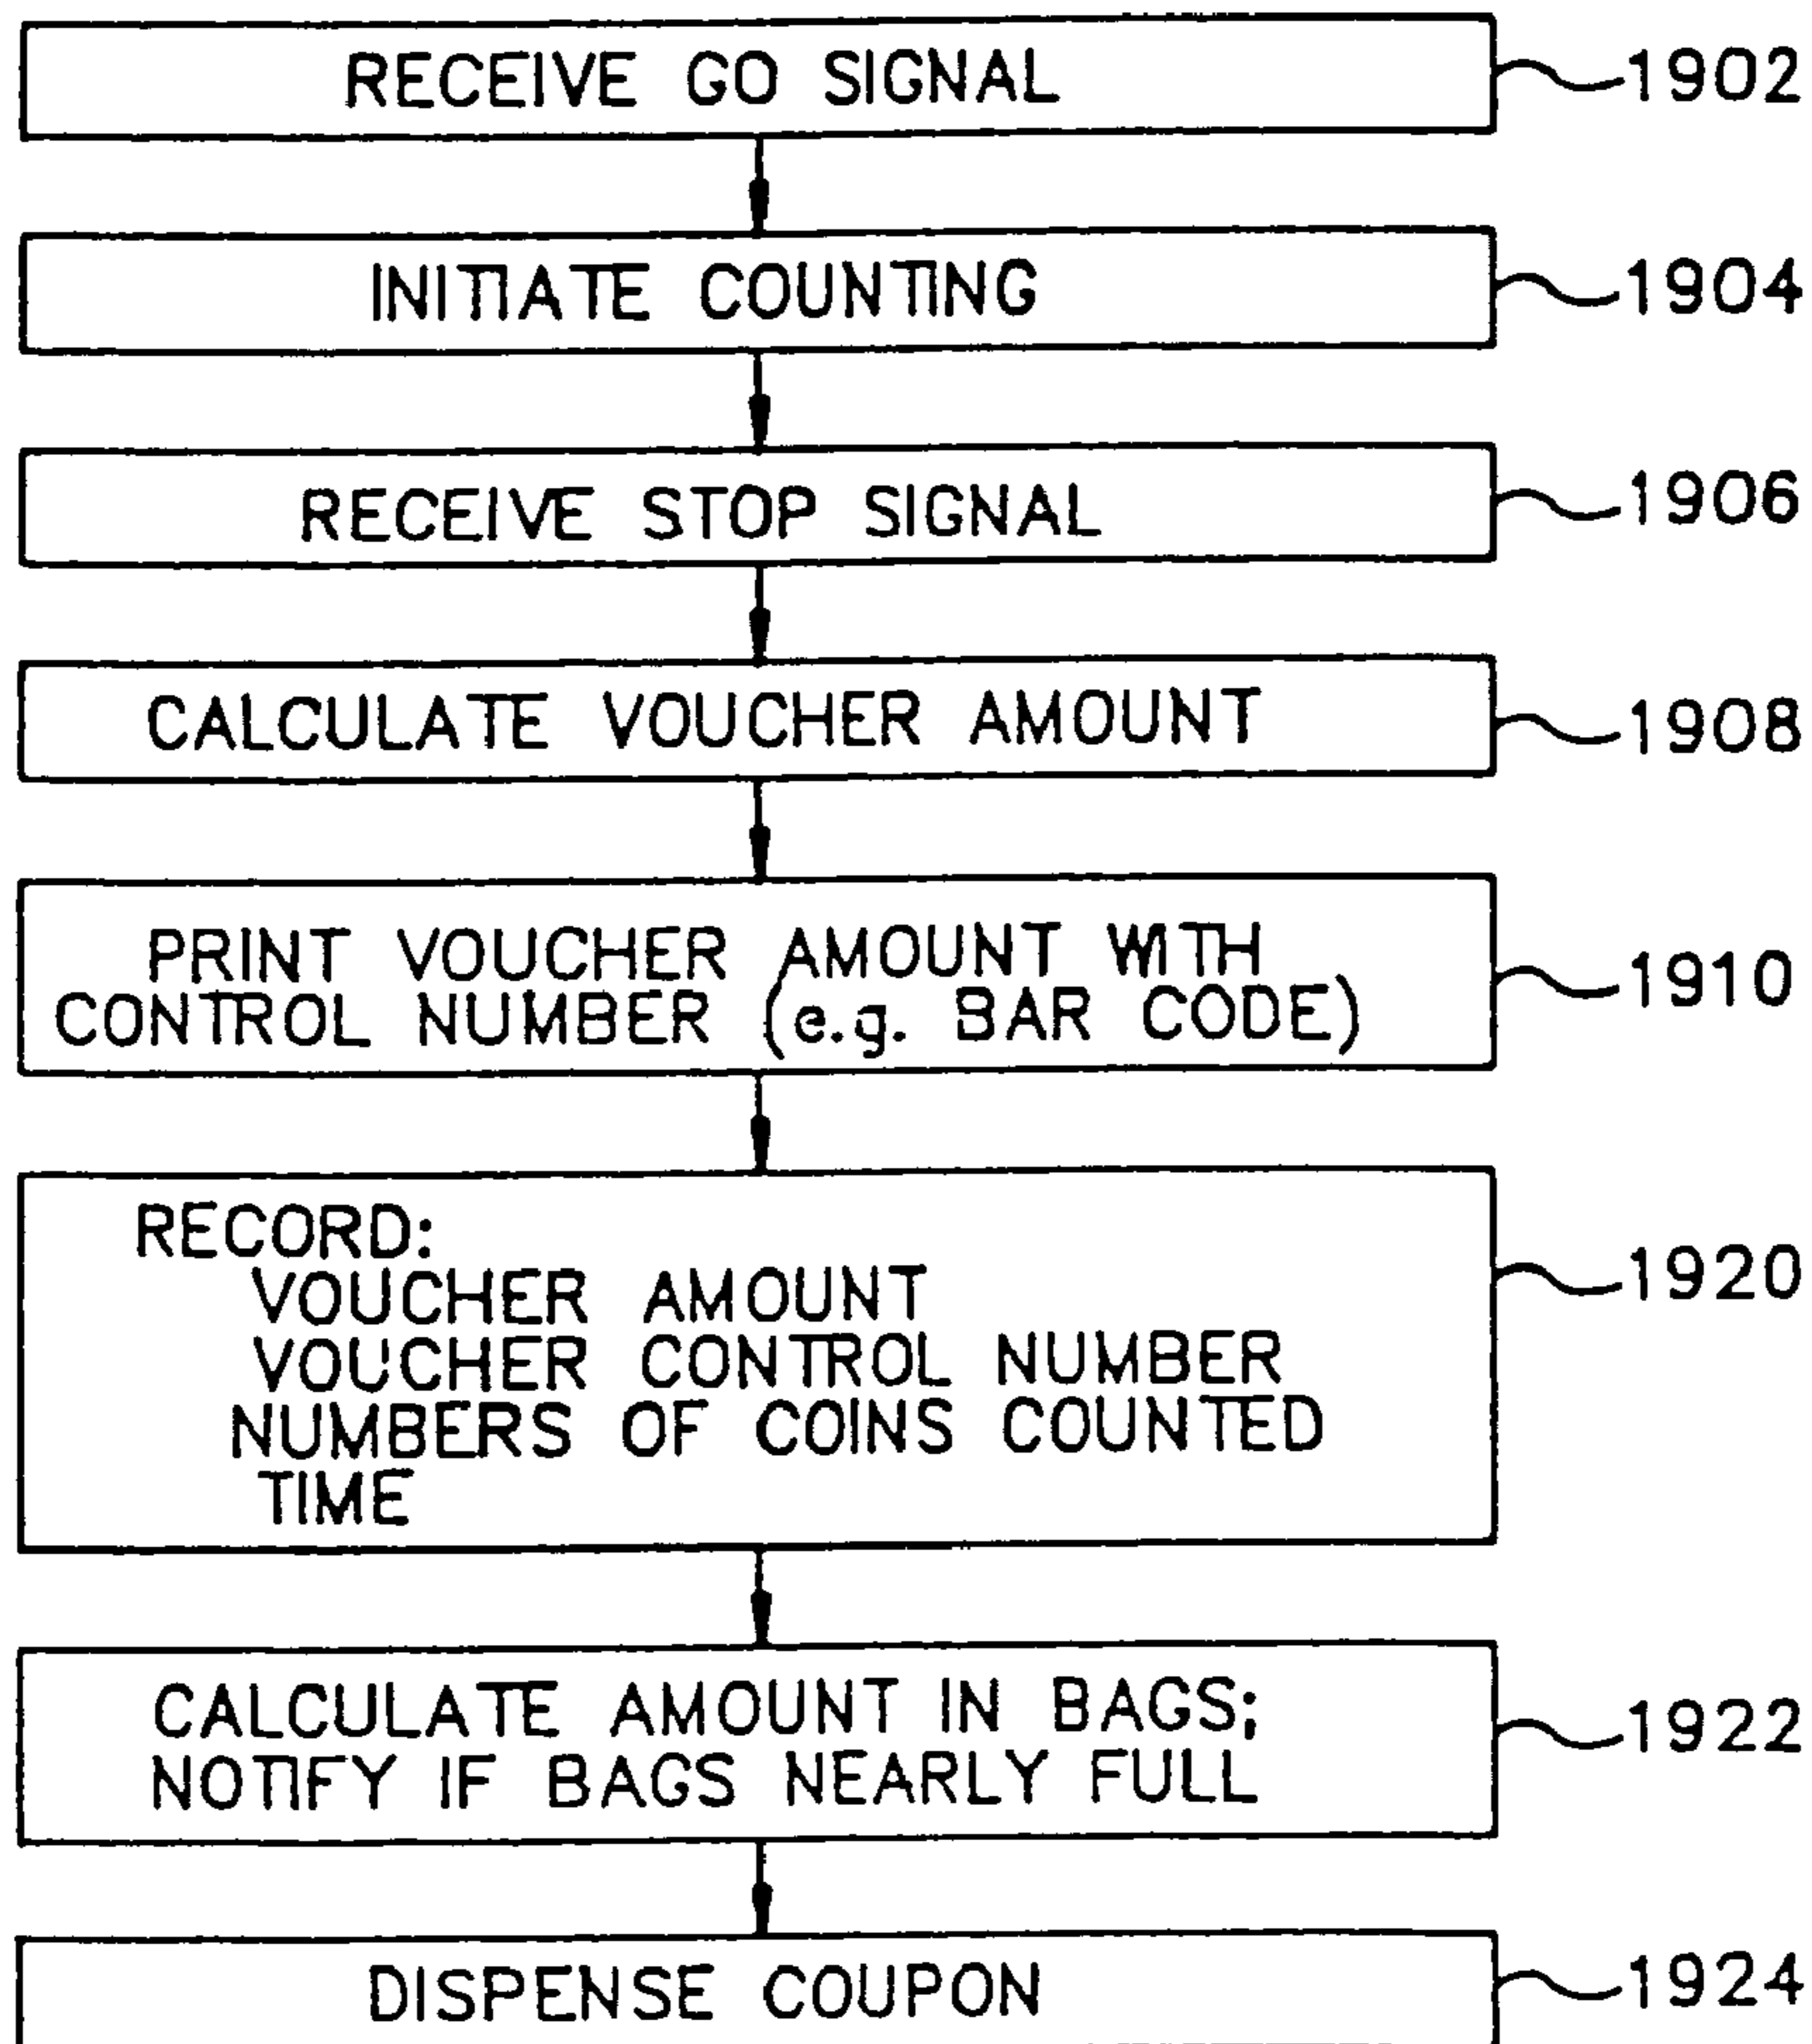 RECEIVE GO SIGNAL
1902
INITIATE COUNTING
1904
RECEIVE STOP SIGNAL
1906
CALCULATE VOUCHER AMOUNT
1908
PRINT VOUCHER AMOUNT WITH
CONTROL NUMBER (e.g. BAR CODE)
1910
RECORD:
VOUCHER AMOUNT
VOUCHER CONTROL NUMBER
NUMBERS OF COINS COUNTED
TIME
1920
CALCULATE AMOUNT IN BAGS;
NOTIFY IF BAGS NEARLY FULL
1922
DISPENSE COUPON
1924